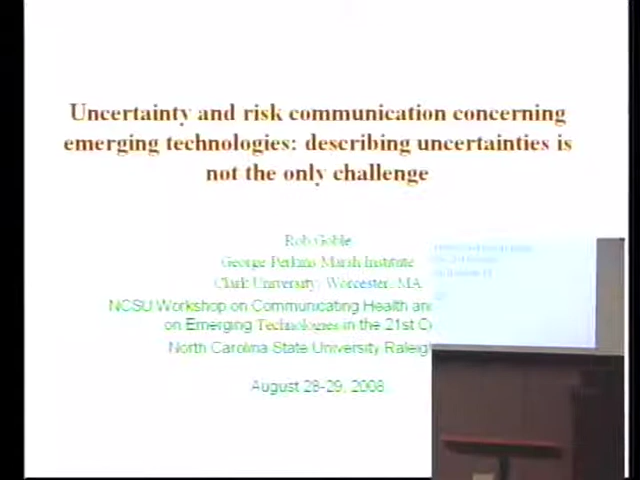 Uncertainty and risk communication concerning
emerging technologies: describing uncertainties is
not the only challenge
Rob Goble
George Perkins Marsh Institute
Clark University, Worcester, MA
NCSU Workshop on Communicating Health and
on Emerging Technologies in the 21st C
North Carolina State University Raleigh
August 28-29, 2008